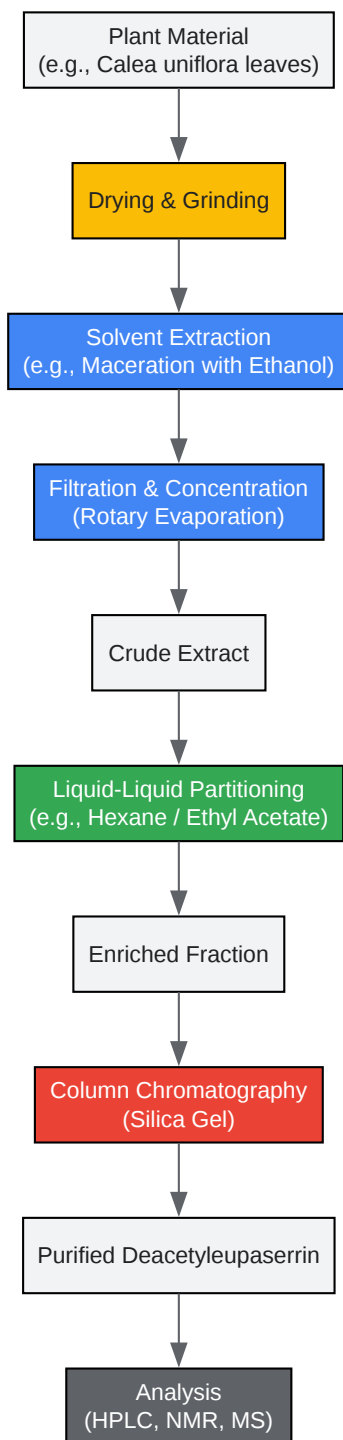 Plant Material
(e.g., Calea uniflora leaves)
Drying & Grinding
Solvent Extraction
(e.g., Maceration with Ethanol)
Filtration & Concentration
(Rotary Evaporation)
Crude Extract
Liquid-Liquid Partitioning
(e.g., Hexane / Ethyl Acetate)
Enriched Fraction
Column Chromatography
(Silica Gel)
Purified Deacetyleupaserrin
Analysis
(HPLC, NMR, MS)